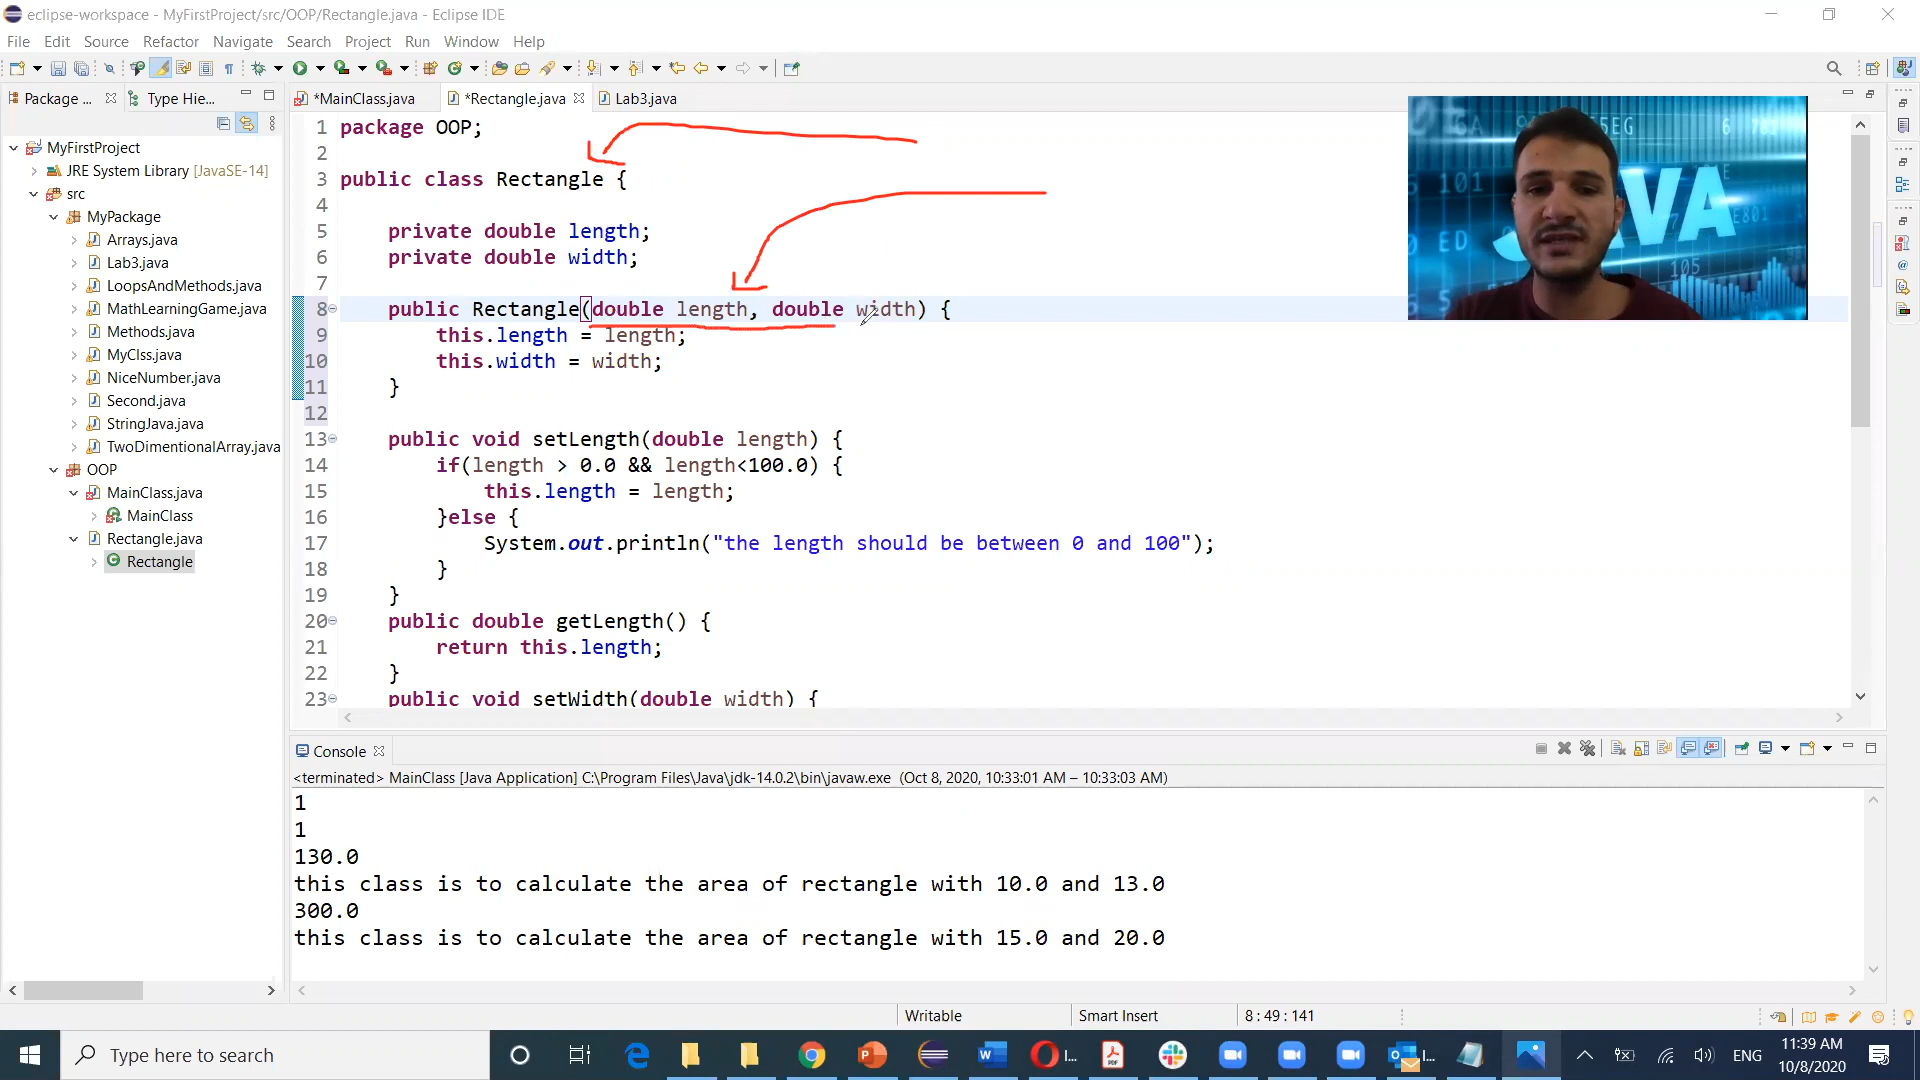 eclipse-workspace - MyFirstProject/src/OOP/Rectangle.java - Eclipse IDE
File Edit Source Refactor Navigate Search Project Run Window Help
Package ... Type Hie...
MyFirstProject
JRE System Library [JavaSE-14]
src
MyPackage
Arrays.java
Lab3.java
LoopsAndMethods.java
MathLearningGame.java
Methods.java
MyClss.java
NiceNumber.java
Second.java
StringJava.java
TwoDimentionalArray.java
OOP
MainClass.java
MainClass
Rectangle.java
Rectangle
*MainClass.java *Rectangle.java Lab3.java
1 package OOP;
2
3 public class Rectangle {
4
5 private double length;
6 private double width;
7
8 public Rectangle(double length, double width) {
9 this.length = length;
10 this.width = width;
11 }
12
13 public void setLength(double length) {
14 if(length > 0.0 && length<100.0) {
15 this.length = length;
16 }else {
17 System.out.println("the length should be between 0 and 100");
18 }
19 }
20 public double getLength() {
21 return this.length;
22 }
23 public void setWidth(double width) {
JAVA
Console
<terminated> MainClass [Java Application] C:\Program Files\Java\jdk-14.0.2\bin\javaw.exe (Oct 8, 2020, 10:33:01 AM – 10:33:03 AM)
1
1
130.0
this class is to calculate the area of rectangle with 10.0 and 13.0
300.0
this class is to calculate the area of rectangle with 15.0 and 20.0
Writable Smart Insert 8 : 49 : 141
Type here to search
I... I...
ENG
11:39 AM
10/8/2020